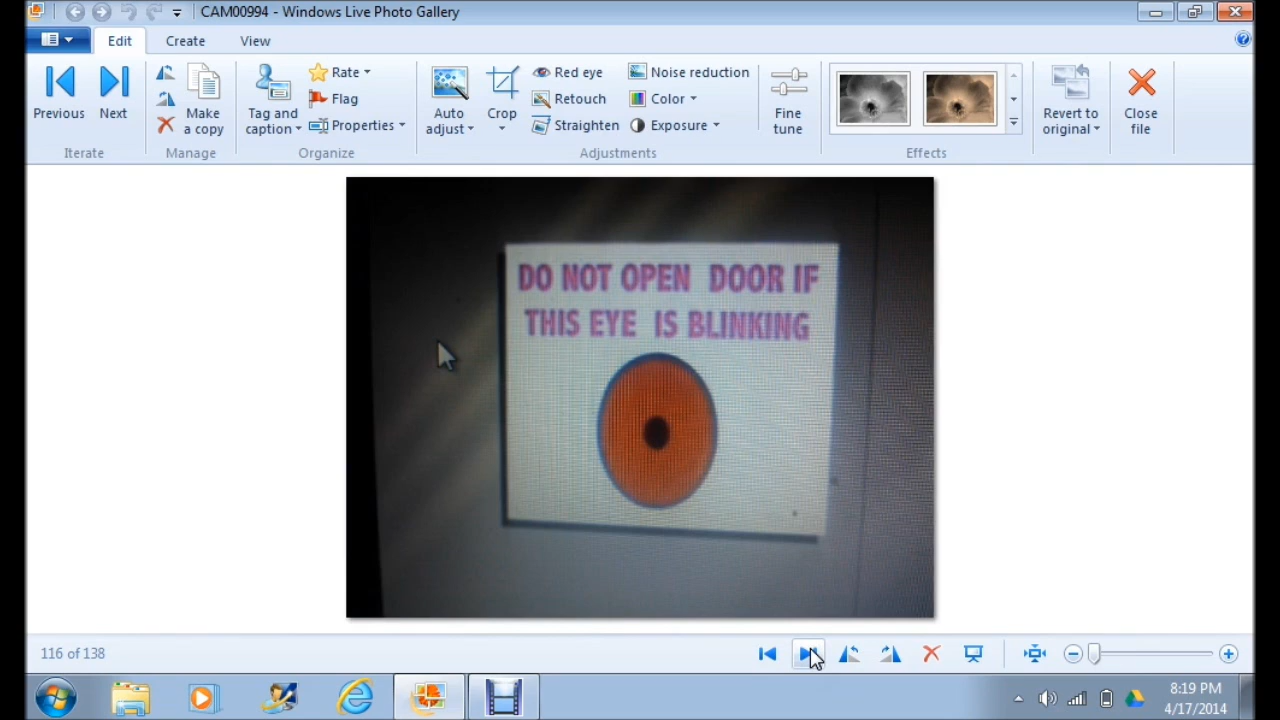 CAM00994 - Windows Live Photo Gallery
Edit
Create
View
Previous
Next
Make
a copy
Tag and
caption
Rate
Flag
Properties
Auto
adjust
Crop
Red eye
Retouch
Straighten
Noise reduction
Color
Exposure
Fine
tune
Revert to
original
Close
file
Iterate
Manage
Organize
Adjustments
Effects
DO NOT OPEN DOOR IF
THIS EYE IS BLINKING
116 of 138
8:19 PM
4/17/2014